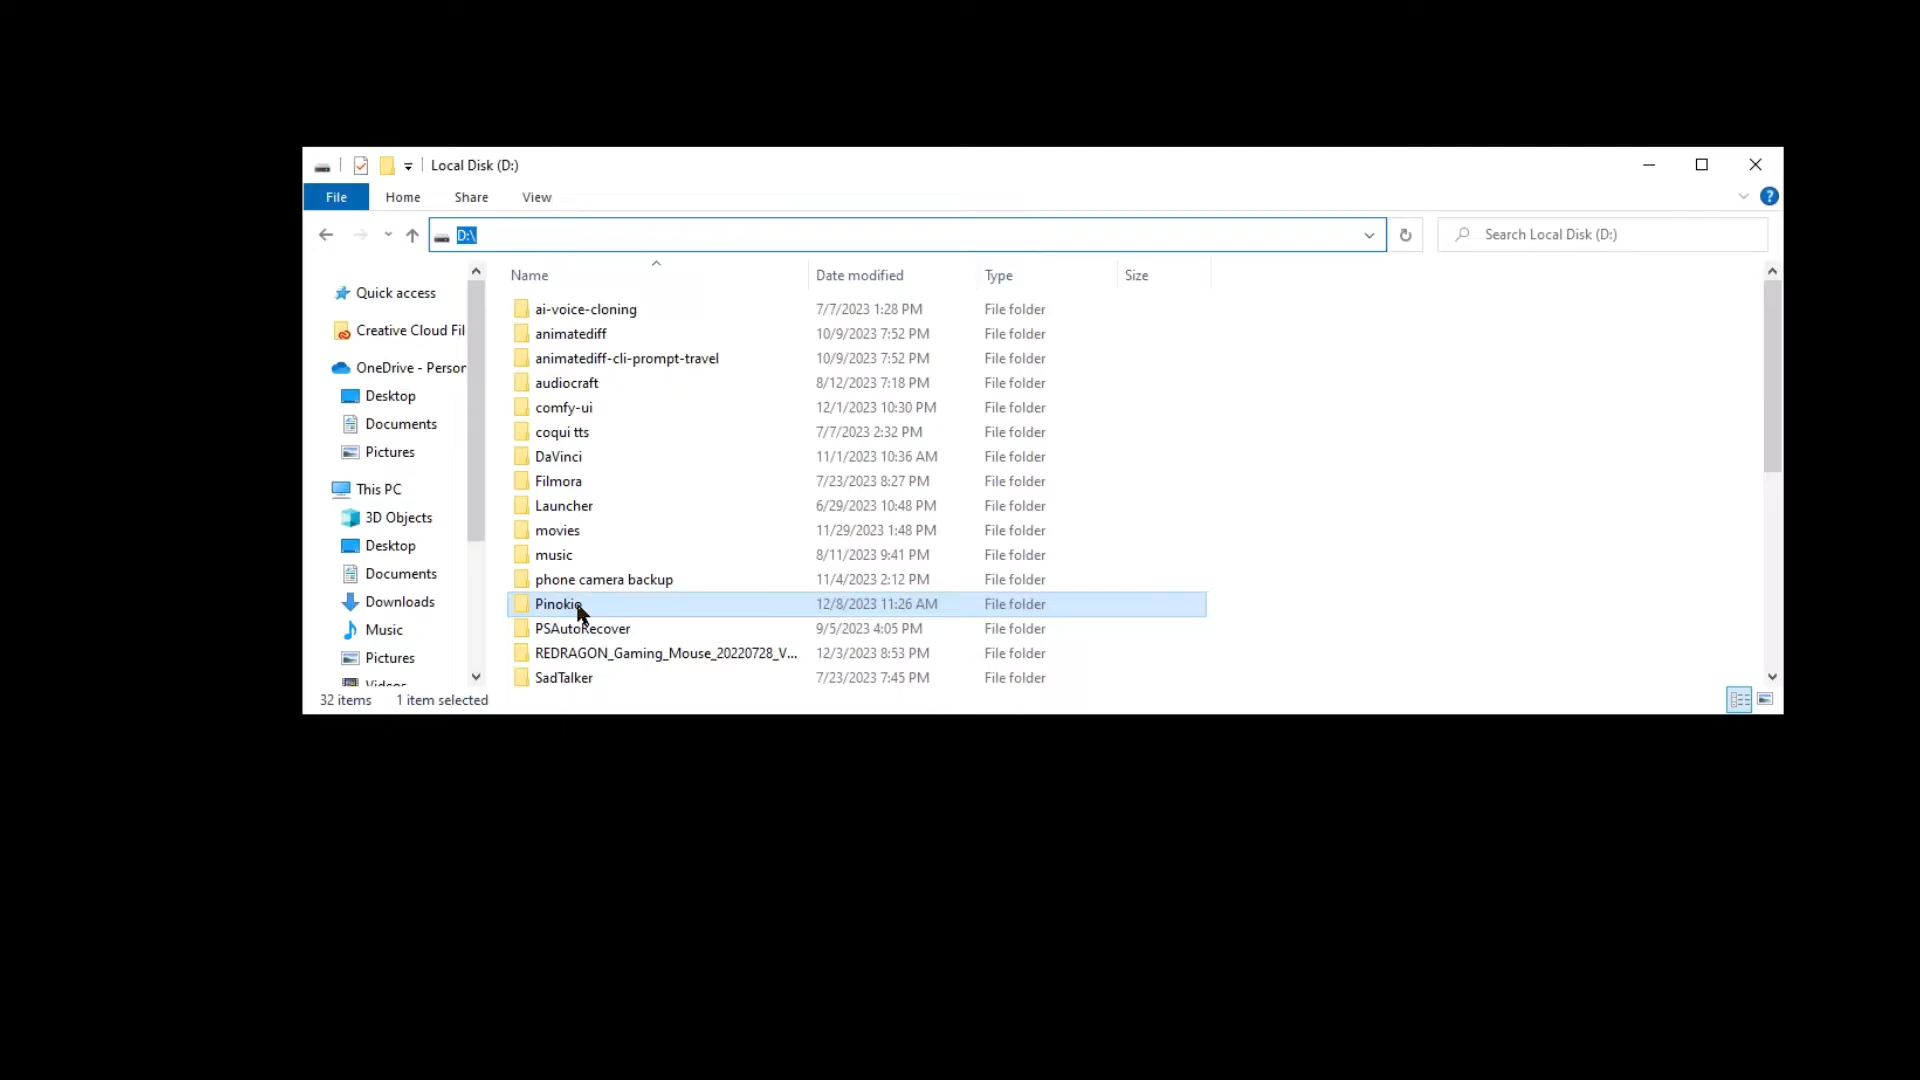 Local Disk (D:)
File Home Share View
D:\ Search Local Disk (D:)
Name Date modified Type Size
Quick access
Creative Cloud Fil
OneDrive - Person
Desktop
Documents
Pictures
This PC
3D Objects
Desktop
Documents
Downloads
Music
Pictures
Videos
ai-voice-cloning 7/7/2023 1:28 PM File folder
animatediff 10/9/2023 7:52 PM File folder
animatediff-cli-prompt-travel 10/9/2023 7:52 PM File folder
audiocraft 8/12/2023 7:18 PM File folder
comfy-ui 12/1/2023 10:30 PM File folder
coqui tts 7/7/2023 2:32 PM File folder
DaVinci 11/1/2023 10:36 AM File folder
Filmora 7/23/2023 8:27 PM File folder
Launcher 6/29/2023 10:48 PM File folder
movies 11/29/2023 1:48 PM File folder
music 8/11/2023 9:41 PM File folder
phone camera backup 11/4/2023 2:12 PM File folder
Pinokio 12/8/2023 11:26 AM File folder
PSAutoRecover 9/5/2023 4:05 PM File folder
REDRAGON_Gaming_Mouse_20220728_V... 12/3/2023 8:53 PM File folder
SadTalker 7/23/2023 7:45 PM File folder
32 items 1 item selected